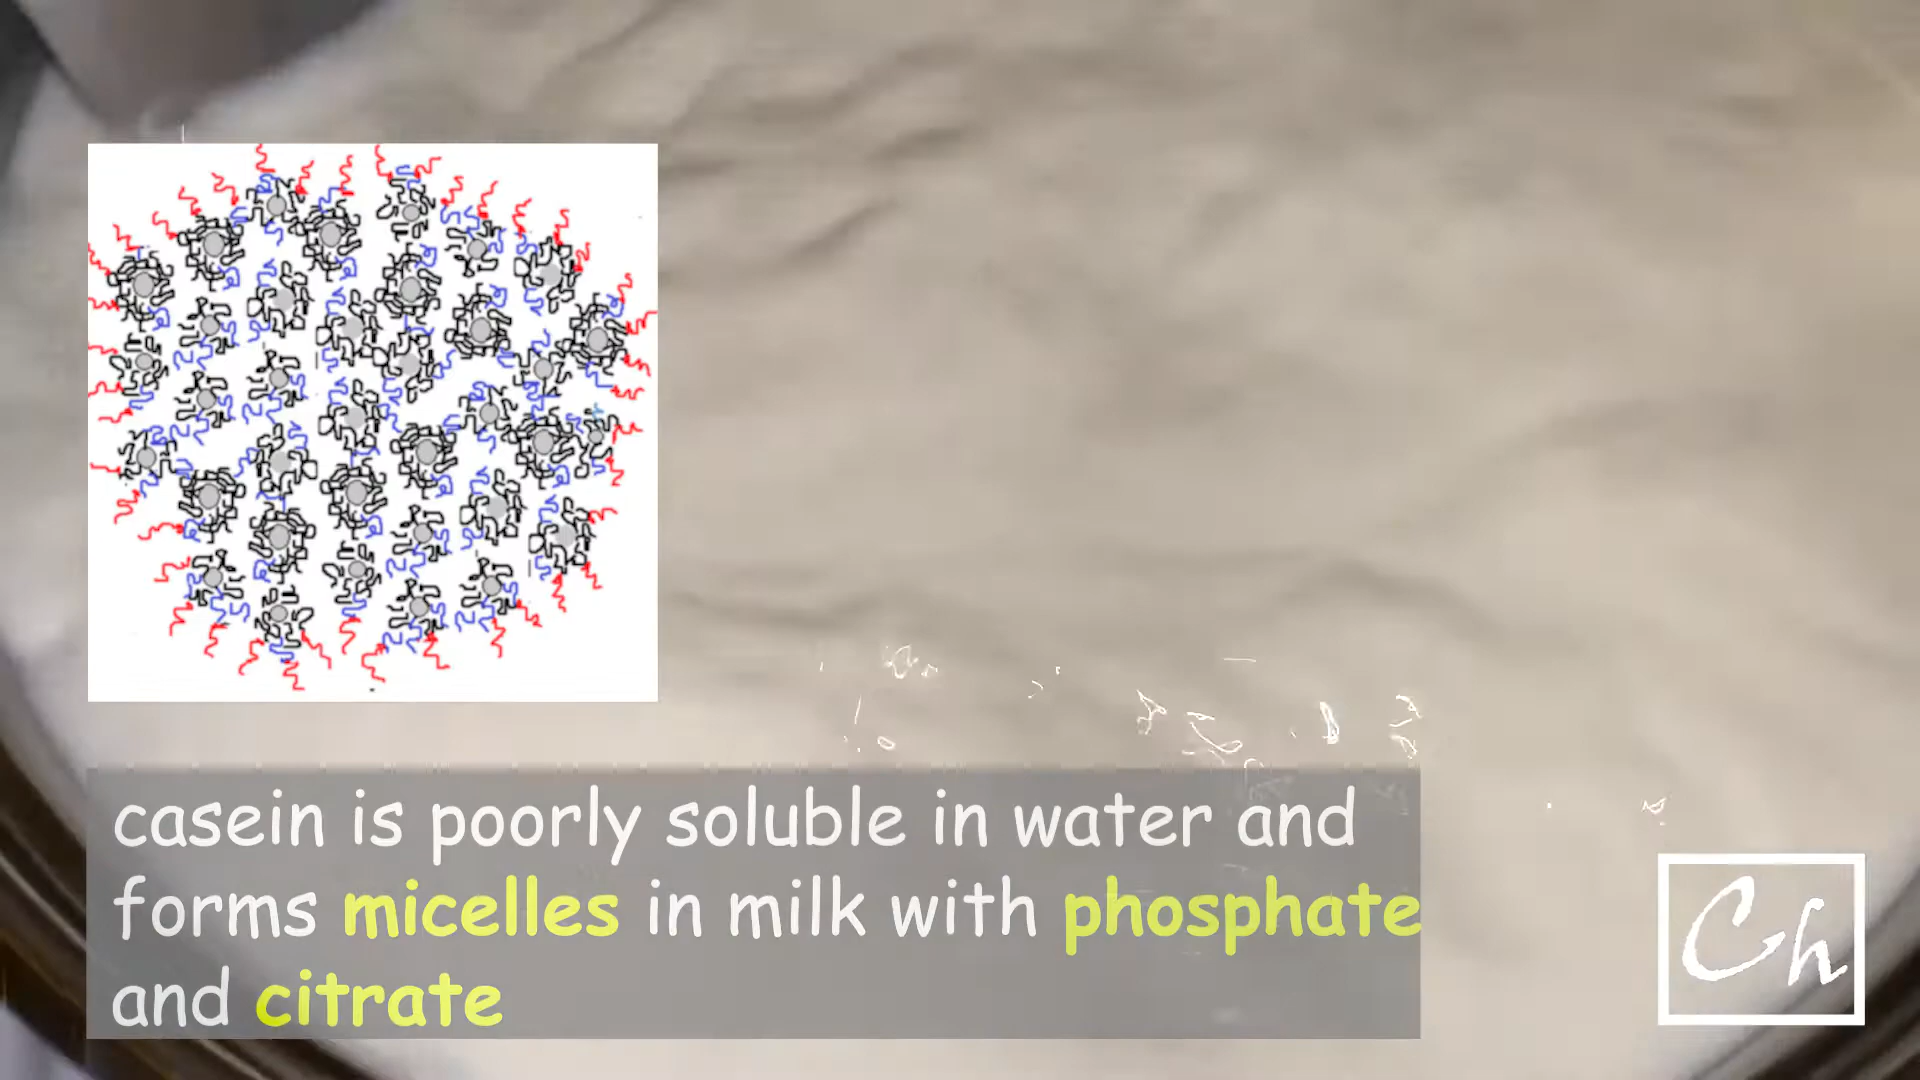 casein is poorly soluble in water and
forms micelles in milk with phosphate
and citrate
Ch